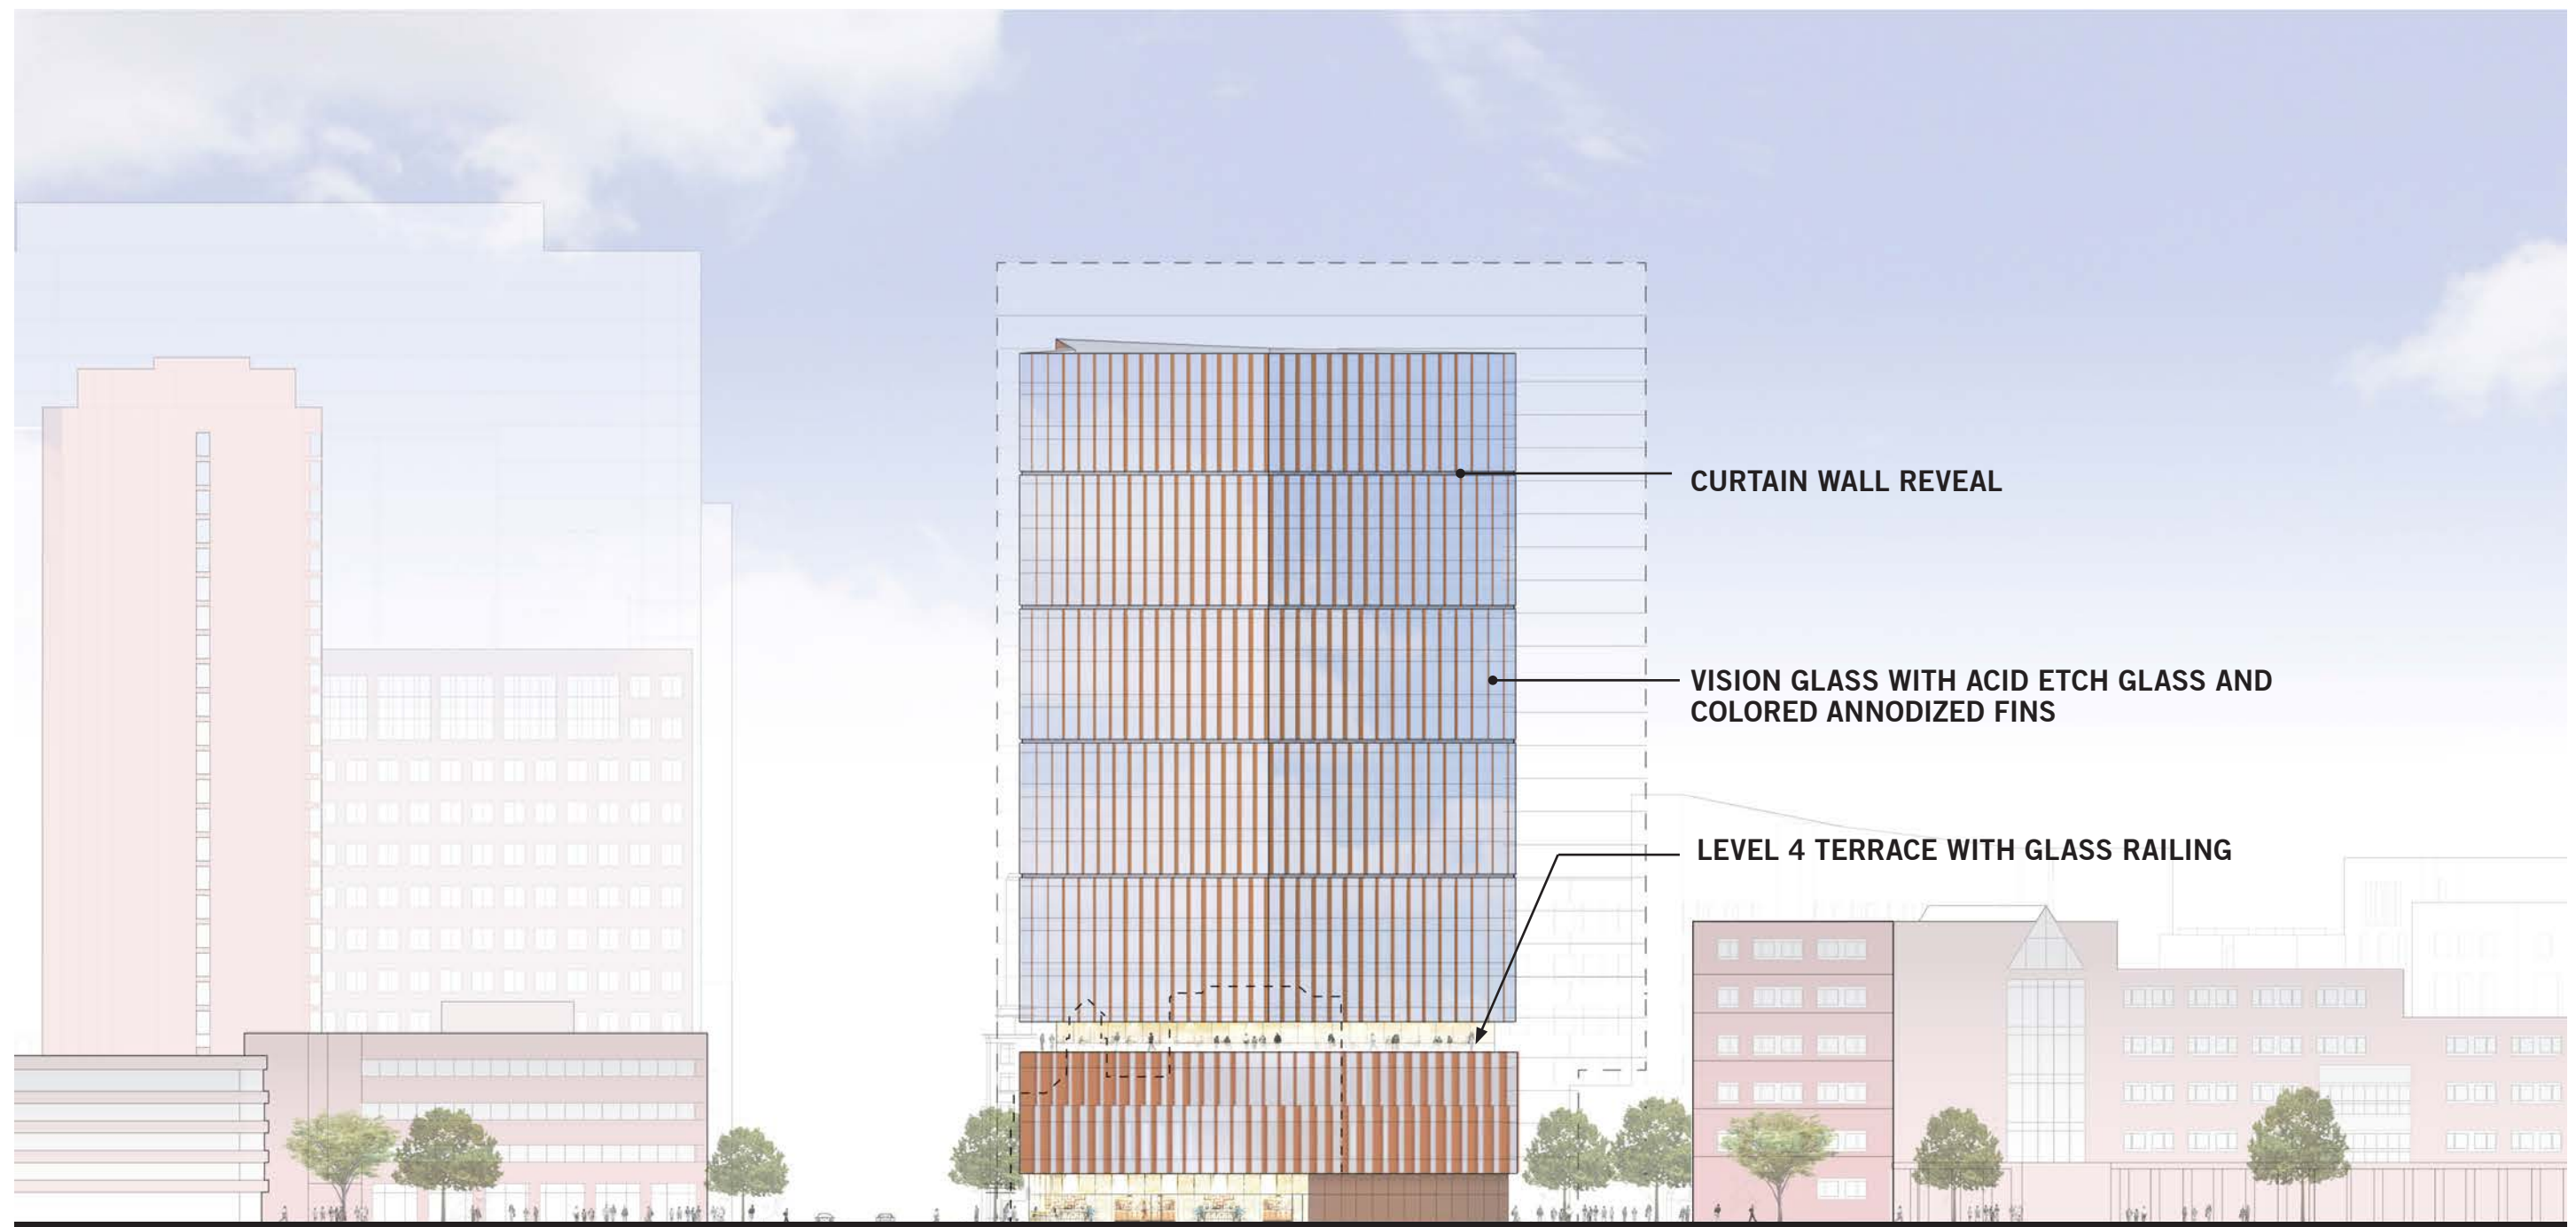 CURTAIN WALL REVEAL
VISION GLASS WITH ACID ETCH GLASS AND
COLORED ANNODIZED FINS
LEVEL 4 TERRACE WITH GLASS RAILING